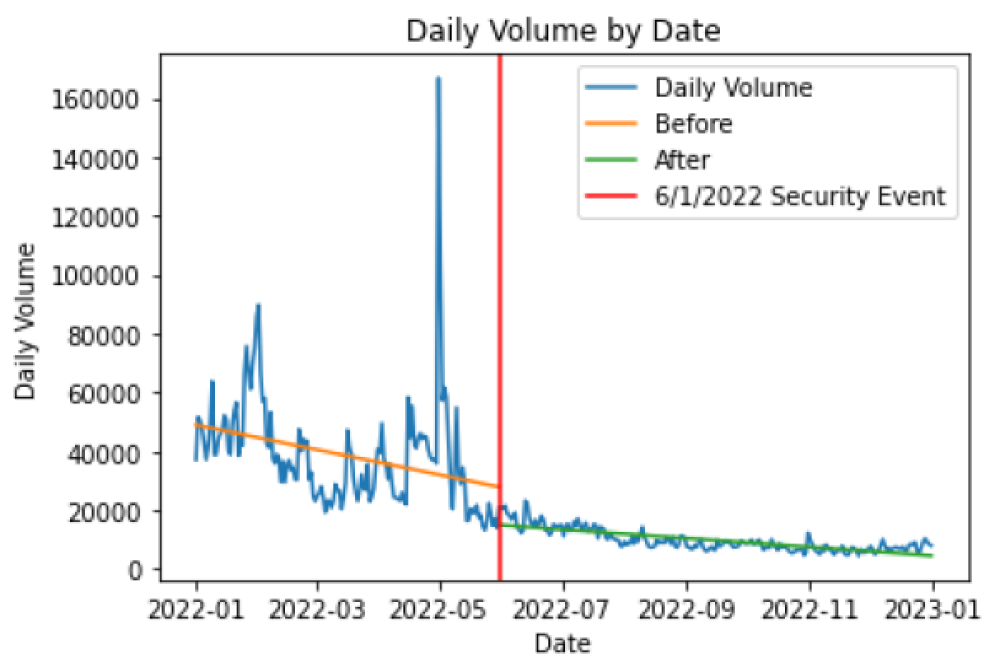 Daily Volume by Date
Daily Volume
Before
After
6/1/2022 Security Event
Daily Volume
160000
140000
120000
100000
80000
60000
40000
20000
0
2022-01 2022-03 2022-05 2022-07 2022-09 2022-11 2023-01
Date